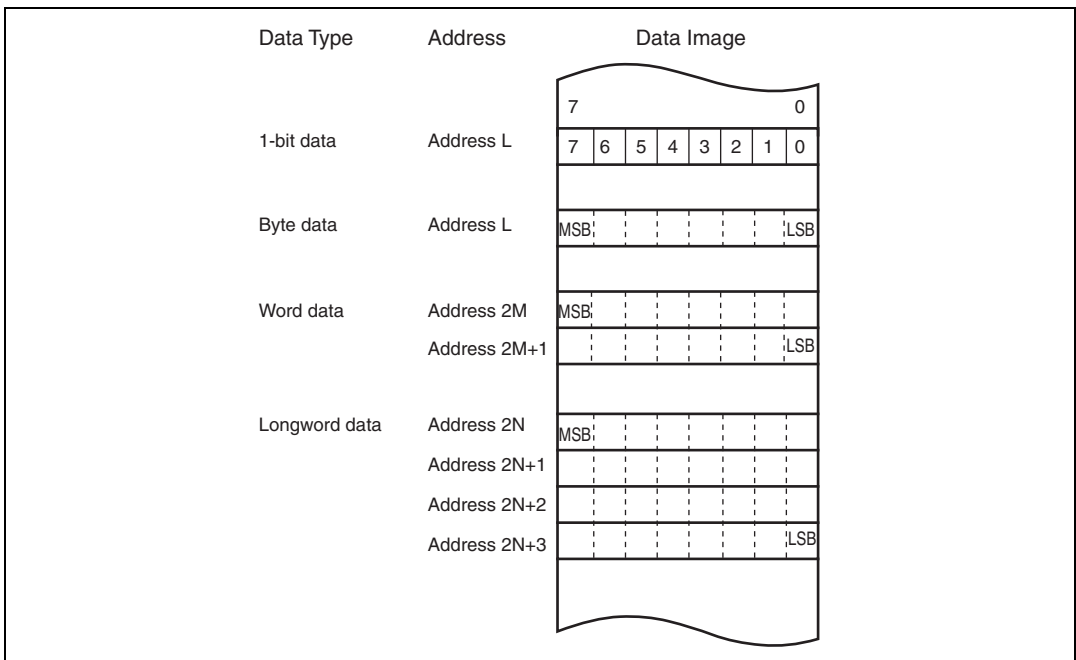 Data Type Address Data Image
7 0
1-bit data Address L 7 6 5 4 3 2 1 0
Byte data Address L MSB LSB
Word data Address 2M MSB
Address 2M+1 LSB
Longword data Address 2N MSB
Address 2N+1
Address 2N+2
Address 2N+3 LSB